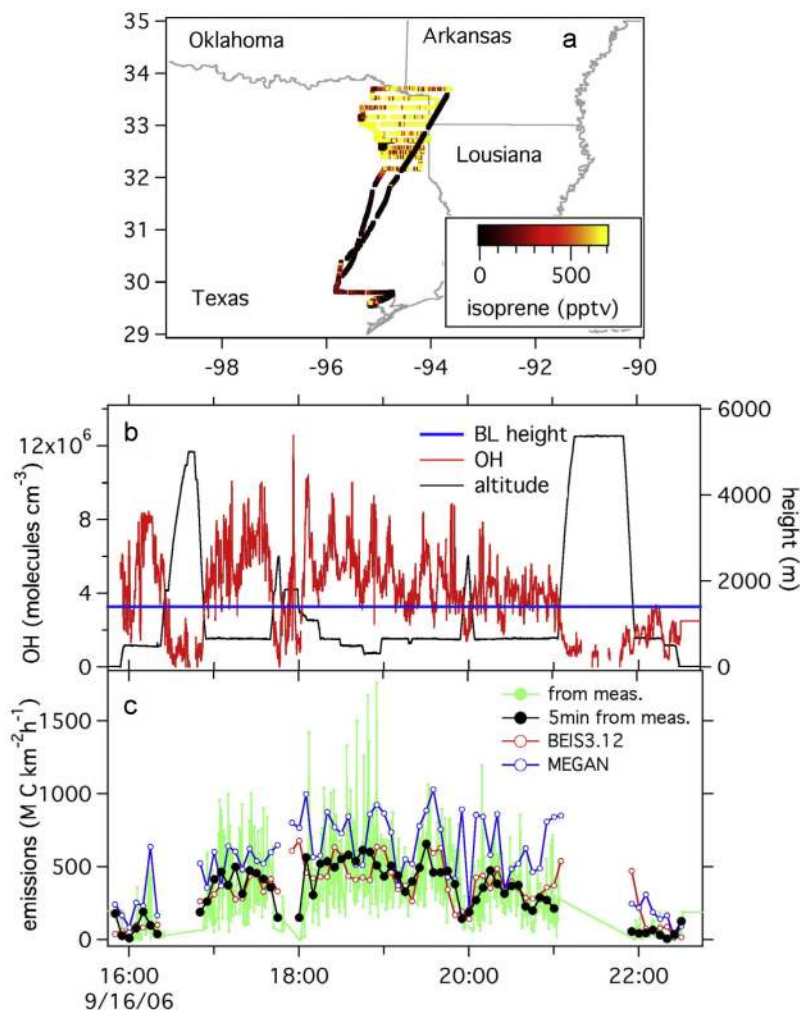 35
34
33
32
31
30
29
Oklahoma
Arkansas
a
Lousiana
Texas
0
500
isoprene (pptv)
-98
-96
-94
-92
-90
b
12x10⁶
8
4
0
OH (molecules cm⁻³)
BL height
OH
altitude
6000
4000
2000
0
height (m)
c
1500
1000
500
0
emissions (M C km⁻²h⁻¹)
from meas.
5min from meas.
BEIS3.12
MEGAN
16:00
18:00
20:00
22:00
9/16/06